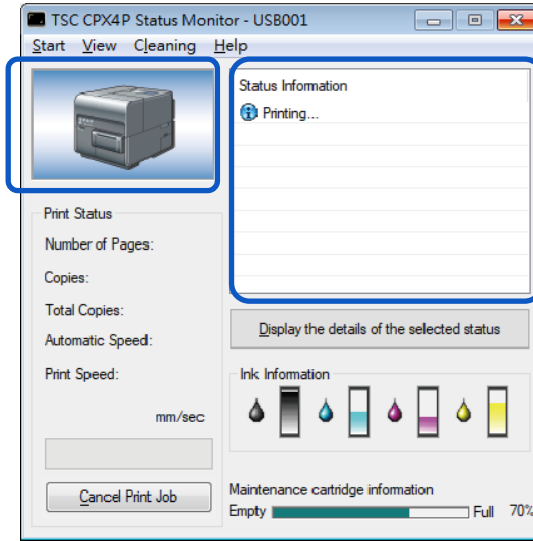 TSC CPX4P Status Monitor - USB001
Start View Cleaning Help
Status Information
Printing...
Print Status
Number of Pages:
Copies:
Total Copies:
Automatic Speed:
Print Speed:
mm/sec
Cancel Print Job
Display the details of the selected status
Ink Information
Maintenance cartridge information
Empty Full 70%